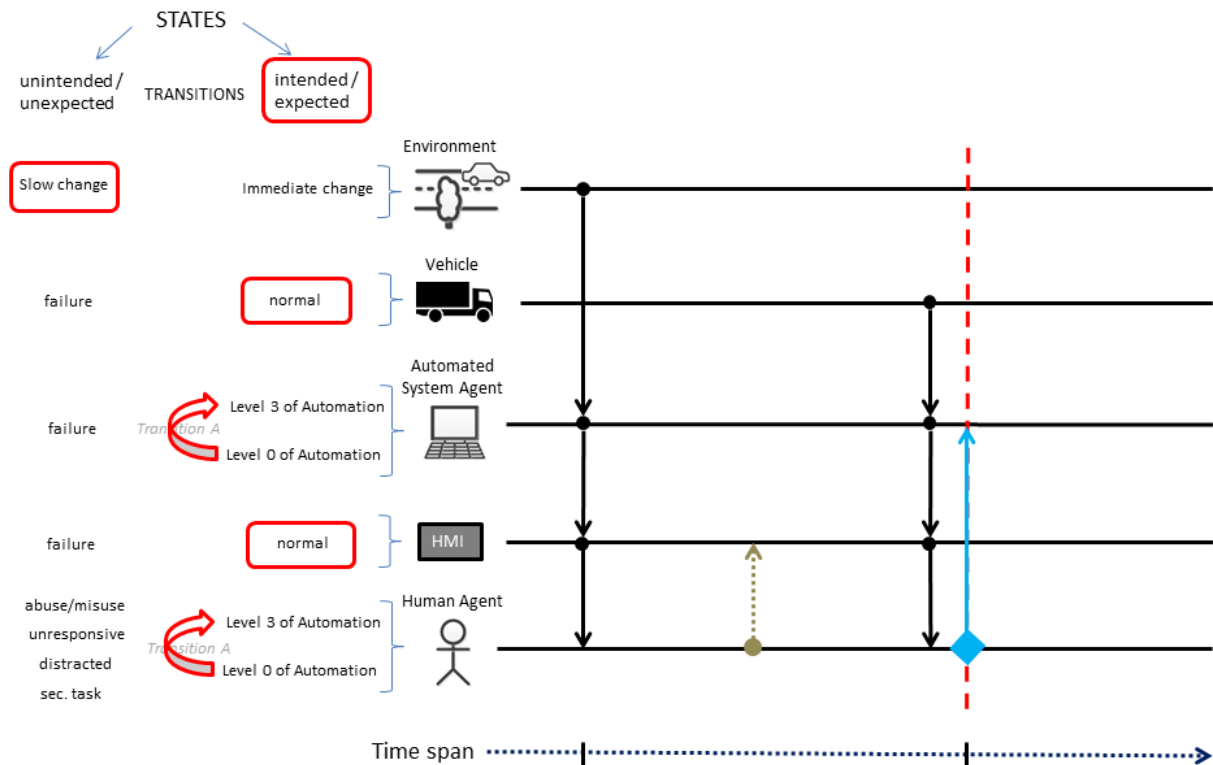 STATES
unintended/
unexpected
TRANSITIONS
intended/
expected
Environment
Slow change
Immediate change
Vehicle
failure
normal
Automated
System Agent
Level 3 of Automation
failure
Transition A
Level 0 of Automation
failure
normal
HMI
Human Agent
abuse/misuse
Level 3 of Automation
unresponsive
Transition A
distracted
Level 0 of Automation
sec. task
Time span